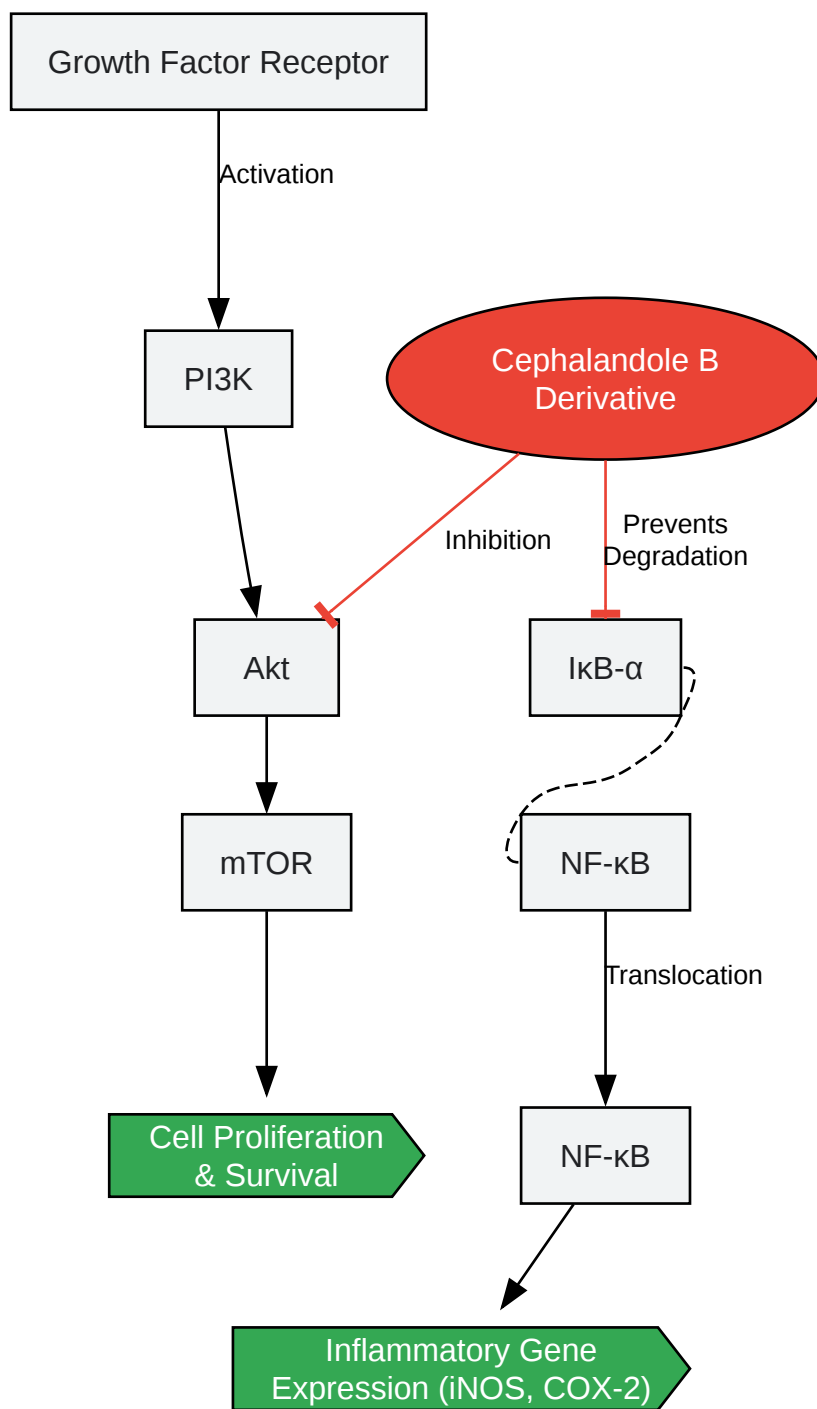 Growth Factor Receptor
Activation
PI3K
Cephalandole B
Derivative
Inhibition
Prevents
Degradation
Akt
IκB-α
mTOR
NF-κB
Translocation
Cell Proliferation
& Survival
NF-κB
Inflammatory Gene
Expression (iNOS, COX-2)